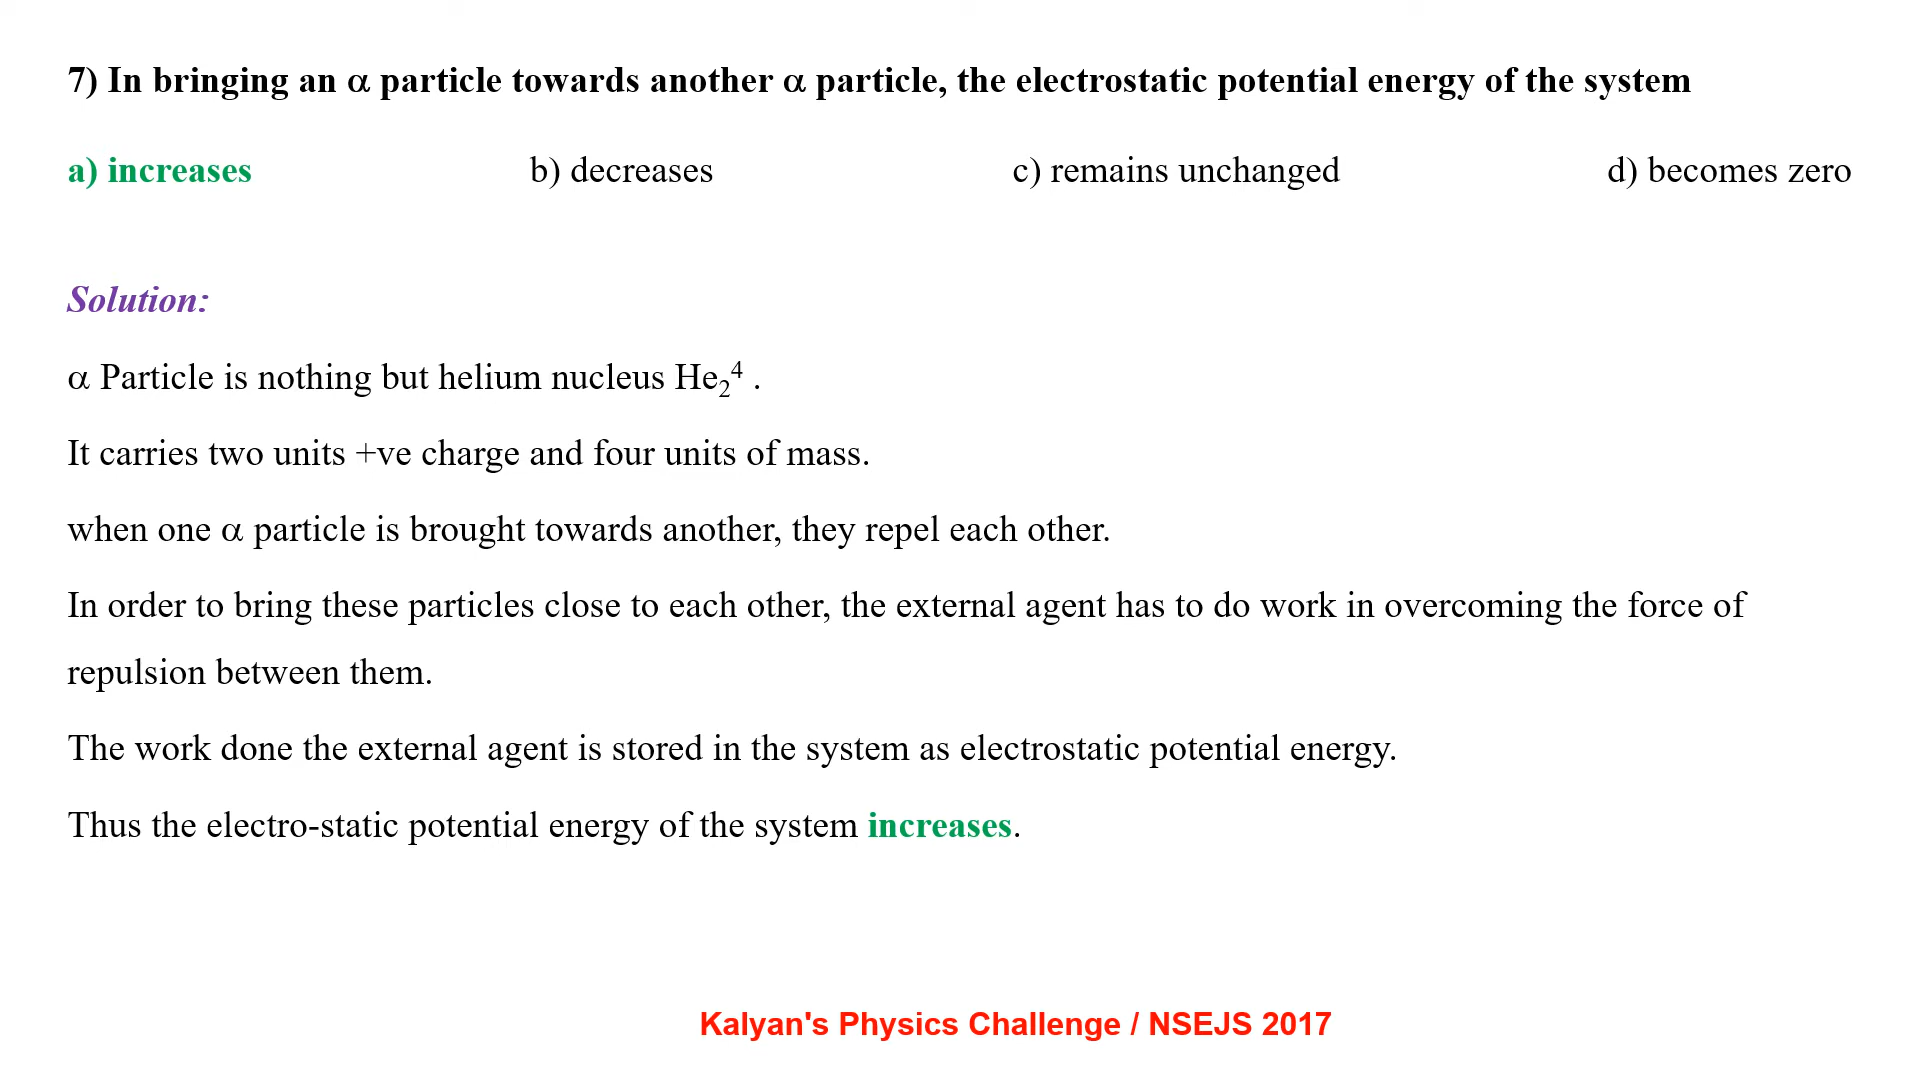 7) In bringing an α particle towards another α particle, the electrostatic potential energy of the system
a) increases b) decreases c) remains unchanged d) becomes zero
Solution:
α Particle is nothing but helium nucleus He₂⁴ .
It carries two units +ve charge and four units of mass.
when one α particle is brought towards another, they repel each other.
In order to bring these particles close to each other, the external agent has to do work in overcoming the force of
repulsion between them.
The work done the external agent is stored in the system as electrostatic potential energy.
Thus the electro-static potential energy of the system increases.
Kalyan's Physics Challenge / NSEJS 2017